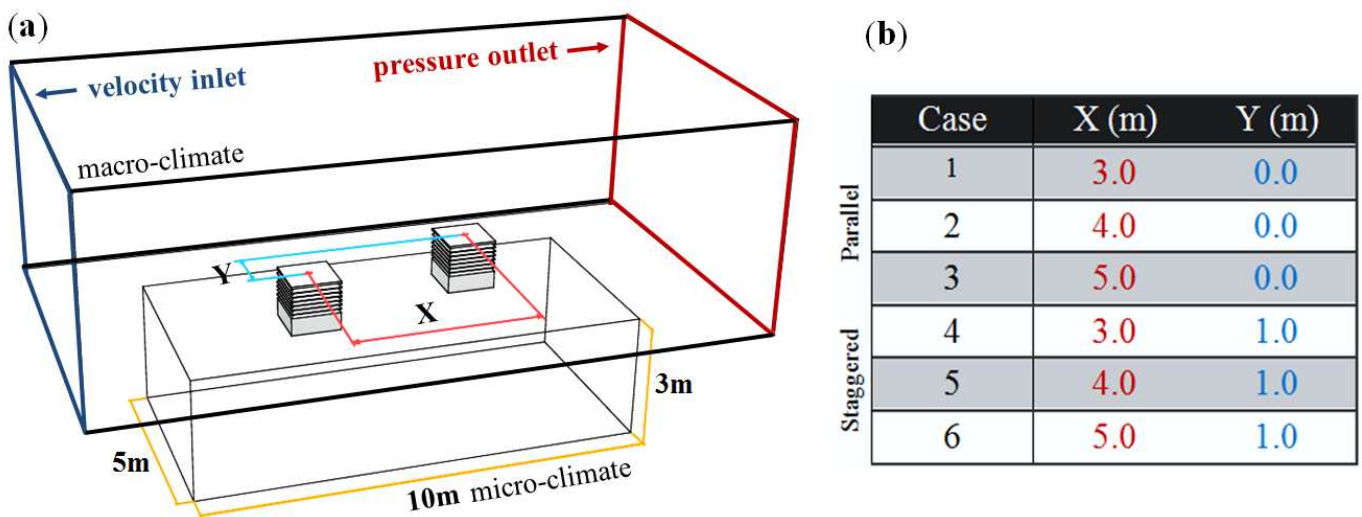 (a)
velocity inlet
pressure outlet
macro-climate
Y
X
3m
5m
10m micro-climate
(b)
Case X (m) Y (m)
Parallel
1 3.0 0.0
2 4.0 0.0
3 5.0 0.0
Staggered
4 3.0 1.0
5 4.0 1.0
6 5.0 1.0